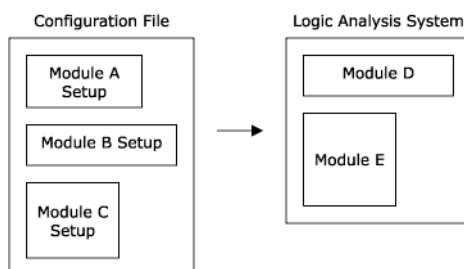 Configuration File
Module A
Setup
Module B Setup
Module C
Setup
Logic Analysis System
Module D
Module E